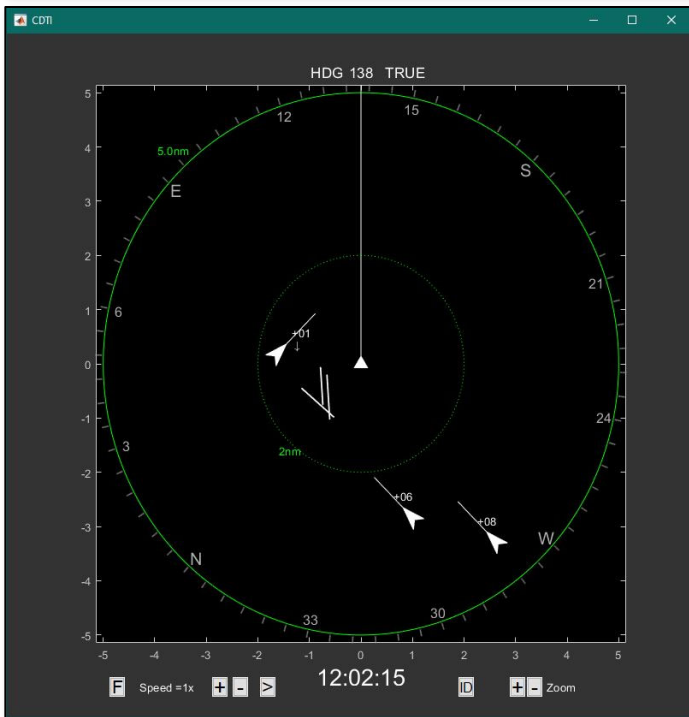 CDTI
HDG 138 TRUE
5
4
3
2
1
0
-1
-2
-3
-4
-5
12
15
5.0nm
E
S
6
21
+01
↓
24
3
2nm
+06
+08
N
W
33
30
-5 -4 -3 -2 -1 0 1 2 3 4 5
F Speed =1x + - > 12:02:15 ID + - Zoom